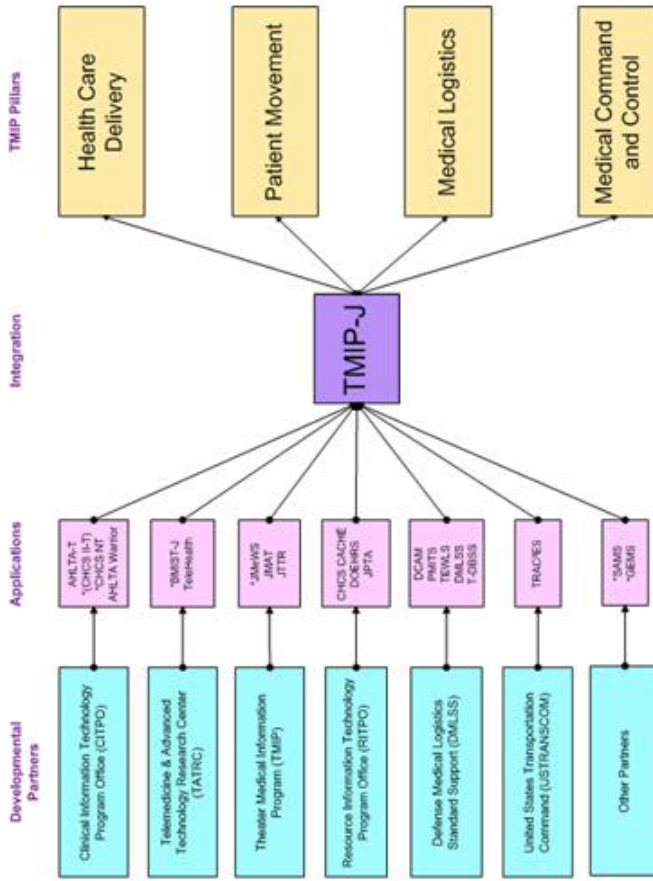 Developmental
Partners
Applications
Integration
TMIP Pillars
Clinical Information Technology
Program Office (CITPO)
AHLTA-T
*(CHCS II-T)
*CHCS NT
AHLTA Warrior
Telemedicine & Advanced
Technology Research Center
(TATRC)
*BMIST-J
TeleHealth
Theater Medical Information
Program (TMIP)
*JMeWS
JMAT
JTTR
Resource Information Technology
Program Office (RITPO)
CHCS CACHÉ
DOEHRS
JPTA
Defense Medical Logistics
Standard Support (DMLSS)
DCAM
PMITS
TEWLS
DMLSS
T-DBSS
United States Transportation
Command (USTRANSCOM)
TRAC²ES
Other Partners
*SAMS
*GEMS
TMIP-J
Health Care
Delivery
Patient Movement
Medical Logistics
Medical Command
and Control